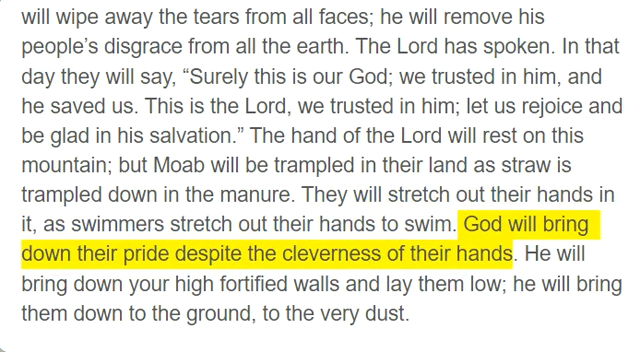 will wipe away the tears from all faces; he will remove his
people’s disgrace from all the earth. The Lord has spoken. In that
day they will say, “Surely this is our God; we trusted in him, and
he saved us. This is the Lord, we trusted in him; let us rejoice and
be glad in his salvation.” The hand of the Lord will rest on this
mountain; but Moab will be trampled in their land as straw is
trampled down in the manure. They will stretch out their hands in
it, as swimmers stretch out their hands to swim. God will bring
down their pride despite the cleverness of their hands. He will
bring down your high fortified walls and lay them low; he will bring
them down to the ground, to the very dust.